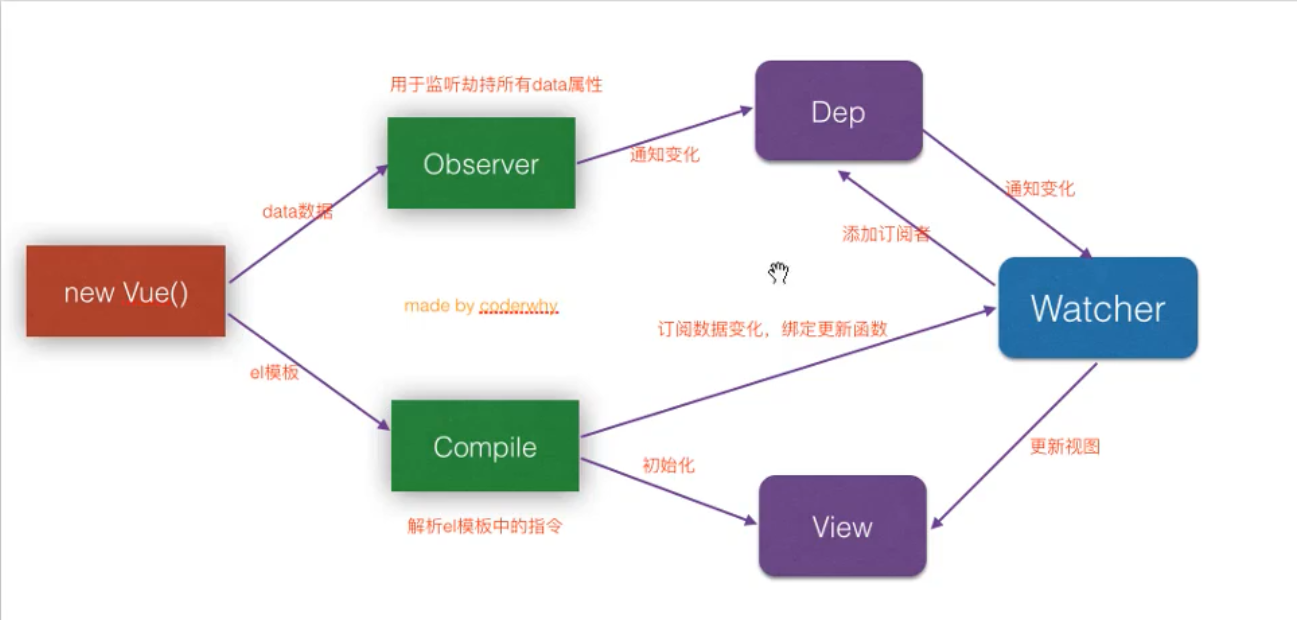 用于监听劫持所有data属性
Dep
Observer
通知变化
通知变化
data数据
添加订阅者
new Vue()
made by coderwhy
Watcher
订阅数据变化，绑定更新函数
el模板
Compile
更新视图
初始化
解析el模板中的指令
View